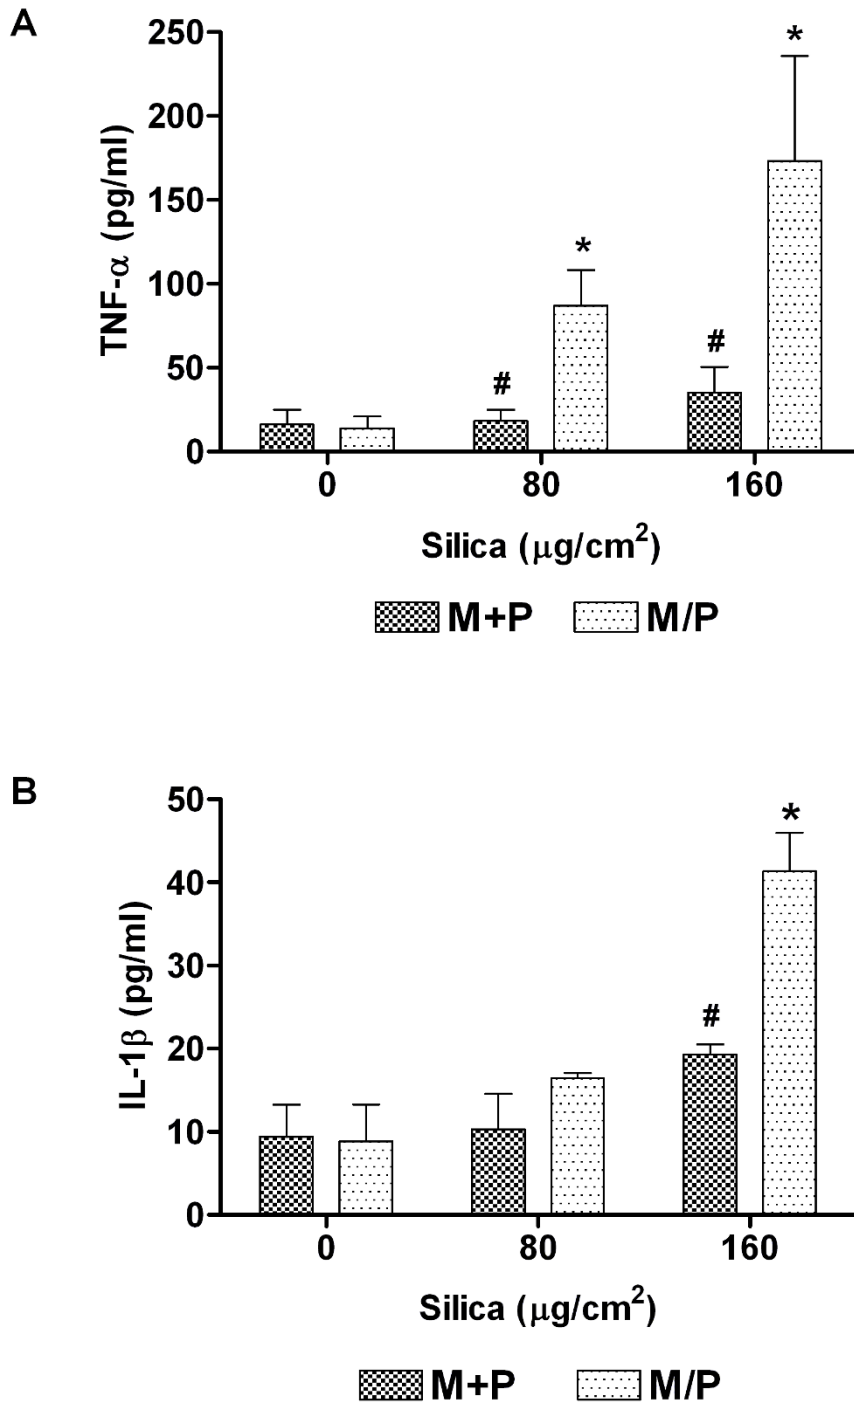 A
TNF-α (pg/ml)
250
200
150
100
50
0
*
*
#
#
0 80 160
Silica (μg/cm²)
M+P M/P
B
IL-1β (pg/ml)
50
40
30
20
10
0
*
#
0 80 160
Silica (μg/cm²)
M+P M/P